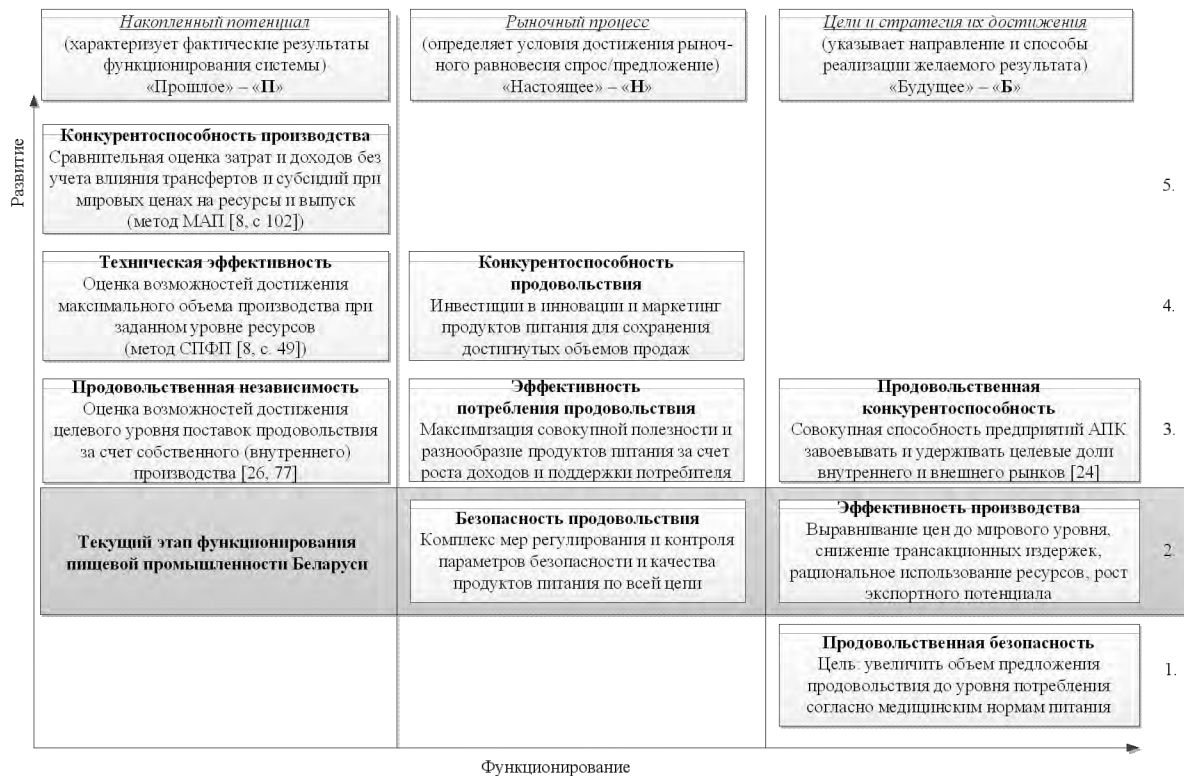 Накопленный потенциал
(характеризует фактические результаты
функционирования системы)
«Прошлое» – «П»
Рыночный процесс
(определяет условия достижения рыноч-
ного равновесия спрос/предложение)
«Настоящее» – «Н»
Цели и стратегия их достижения
(указывает направление и способы
реализации желаемого результата)
«Будущее» – «Б»
Развитие
Конкурентоспособность производства
Сравнительная оценка затрат и доходов без
учета влияния трансфертов и субсидий при
мировых ценах на ресурсы и выпуск
(метод МАП [8, с 102])
5.
Техническая эффективность
Оценка возможностей достижения
максимального объема производства при
заданном уровне ресурсов
(метод СПФП [8, с. 49])
Конкурентоспособность
продовольствия
Инвестиции в инновации и маркетинг
продуктов питания для сохранения
достигнутых объемов продаж
4.
Продовольственная независимость
Оценка возможностей достижения
целевого уровня поставок продовольствия
за счет собственного (внутреннего)
производства [26, 77]
Эффективность
потребления продовольствия
Максимизация совокупной полезности и
разнообразие продуктов питания за счет
роста доходов и поддержки потребителя
Продовольственная
конкурентоспособность
Совокупная способность предприятий АПК
завоевывать и удерживать целевые доли
внутреннего и внешнего рынков [24]
3.
Текущий этап функционирования
пищевой промышленности Беларуси
Безопасность продовольствия
Комплекс мер регулирования и контроля
параметров безопасности и качества
продуктов питания по всей цепи
Эффективность производства
Выравнивание цен до мирового уровня,
снижение трансакционных издержек,
рациональное использование ресурсов, рост
экспортного потенциала
2
Продовольственная безопасность
Цель: увеличить объем предложения
продовольствия до уровня потребления
согласно медицинским нормам питания
1.
Функционирование